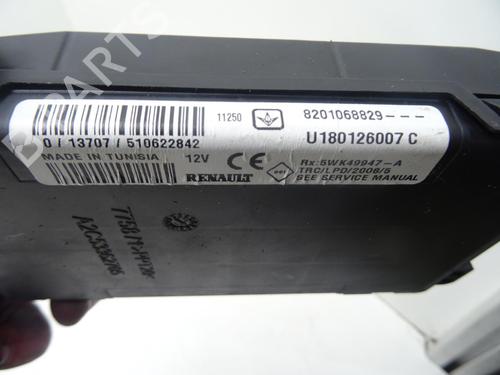 B-PARTS
11250
8201068829---
0/13707/510622842
U180126007 C
MADE IN TUNISIA
12V
CE
RENAULT
Rx:5WK49947-A
TRC/LPD/2006/5
SEE SERVICE MANUAL